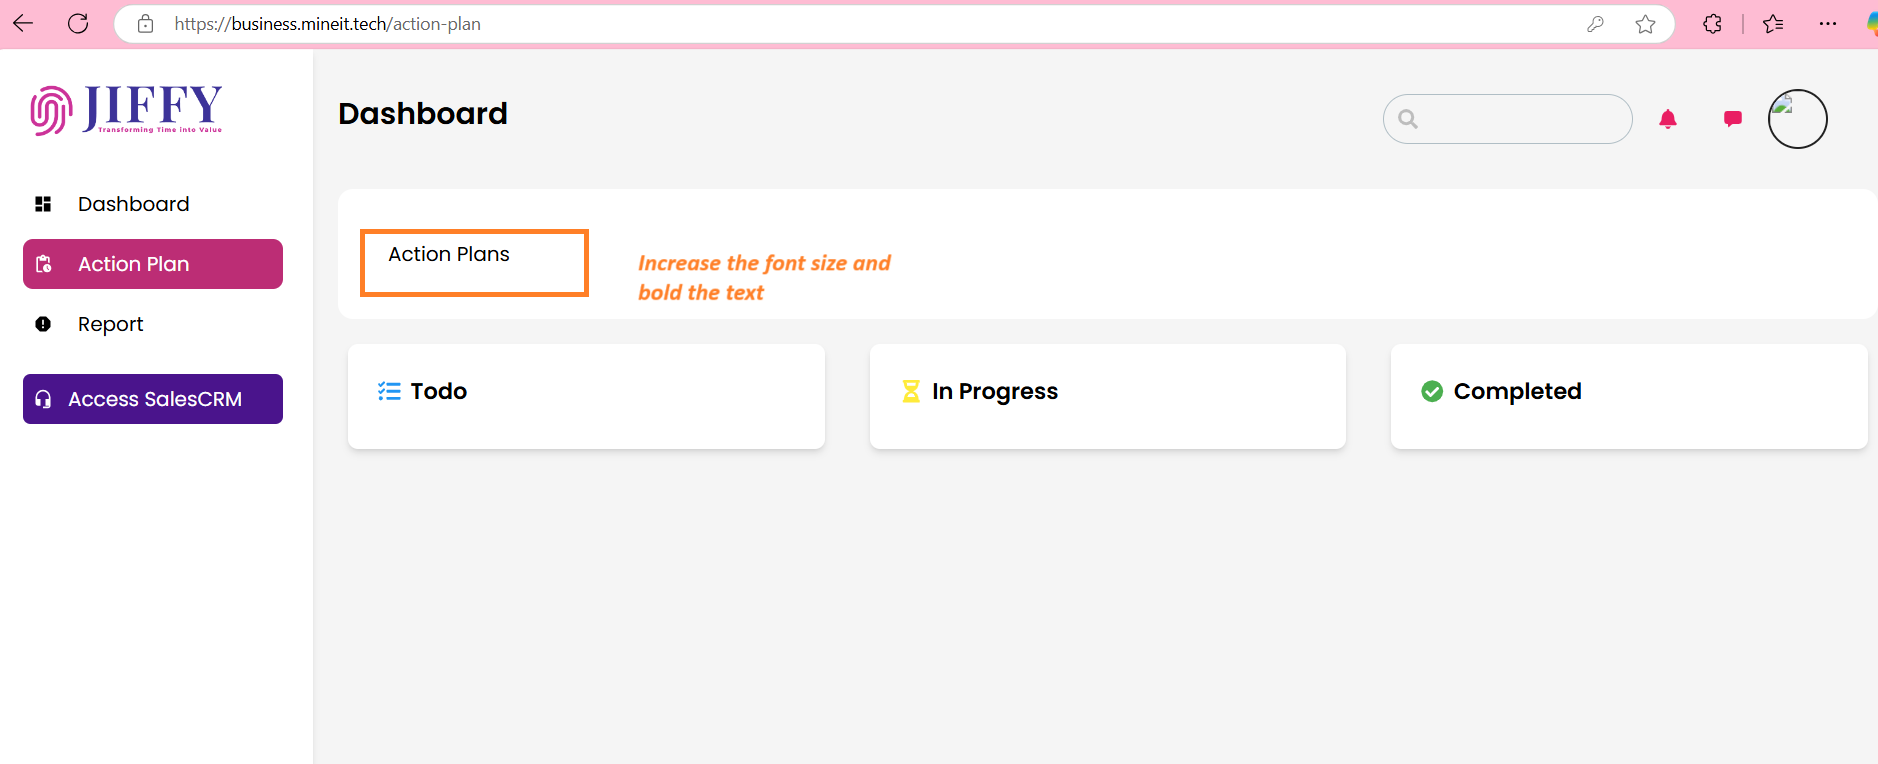 https://business.mineit.tech/action-plan
JIFFY
Transforming Time into Value
Dashboard
Dashboard
Action Plan
Report
Access SalesCRM
Action Plans
Increase the font size and
bold the text
Todo
In Progress
Completed